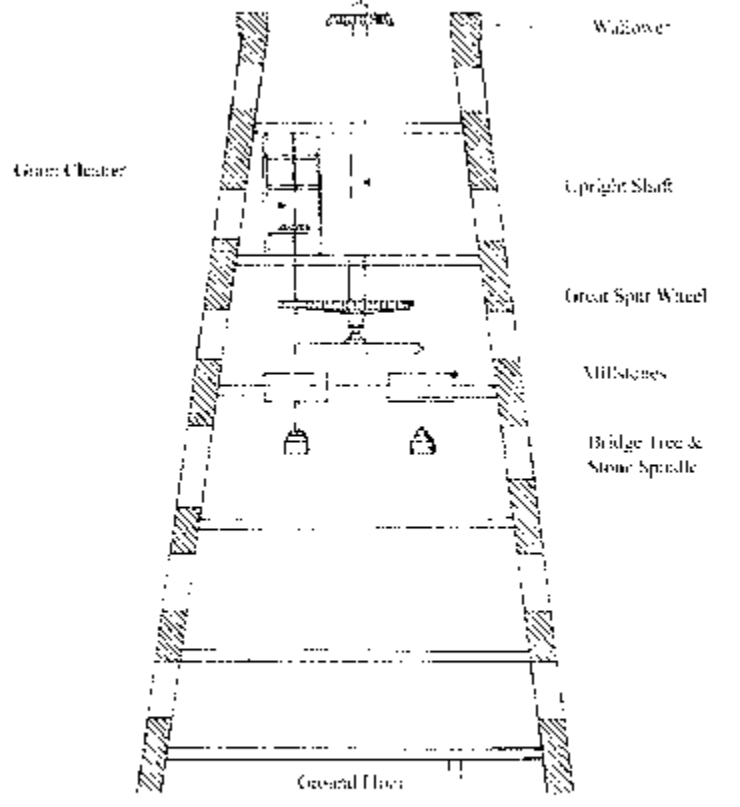 Wallower
Grain Cleaner
Upright Shaft
Great Spur Wheel
Millstones
Bridge Tree &
Stone Spindle
Ground Floor